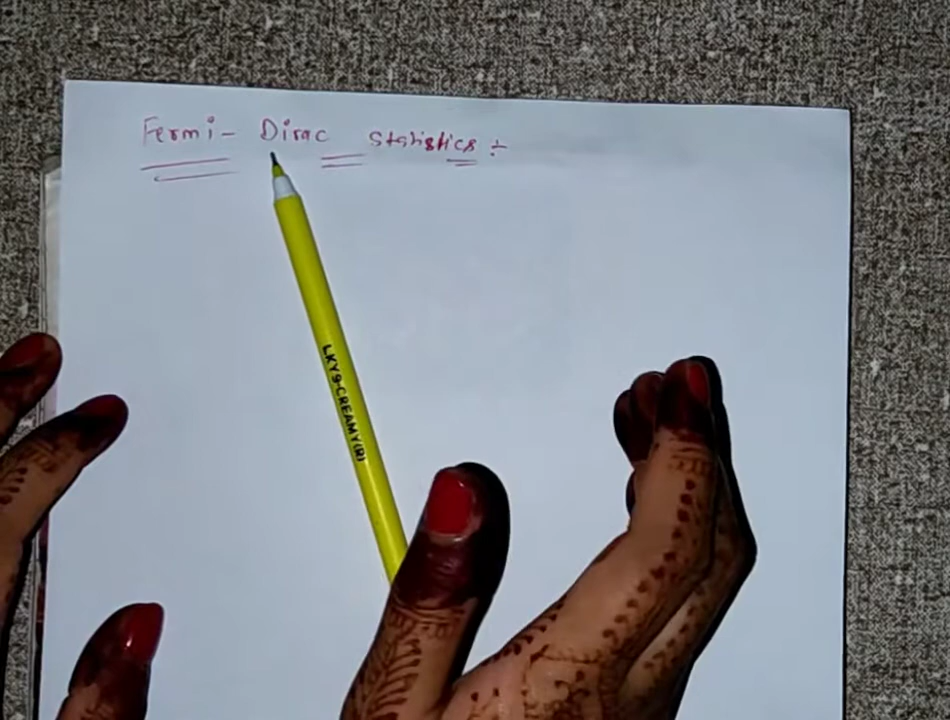 Fermi - Dirac statistics :-
LKY9-CREAMY(R)